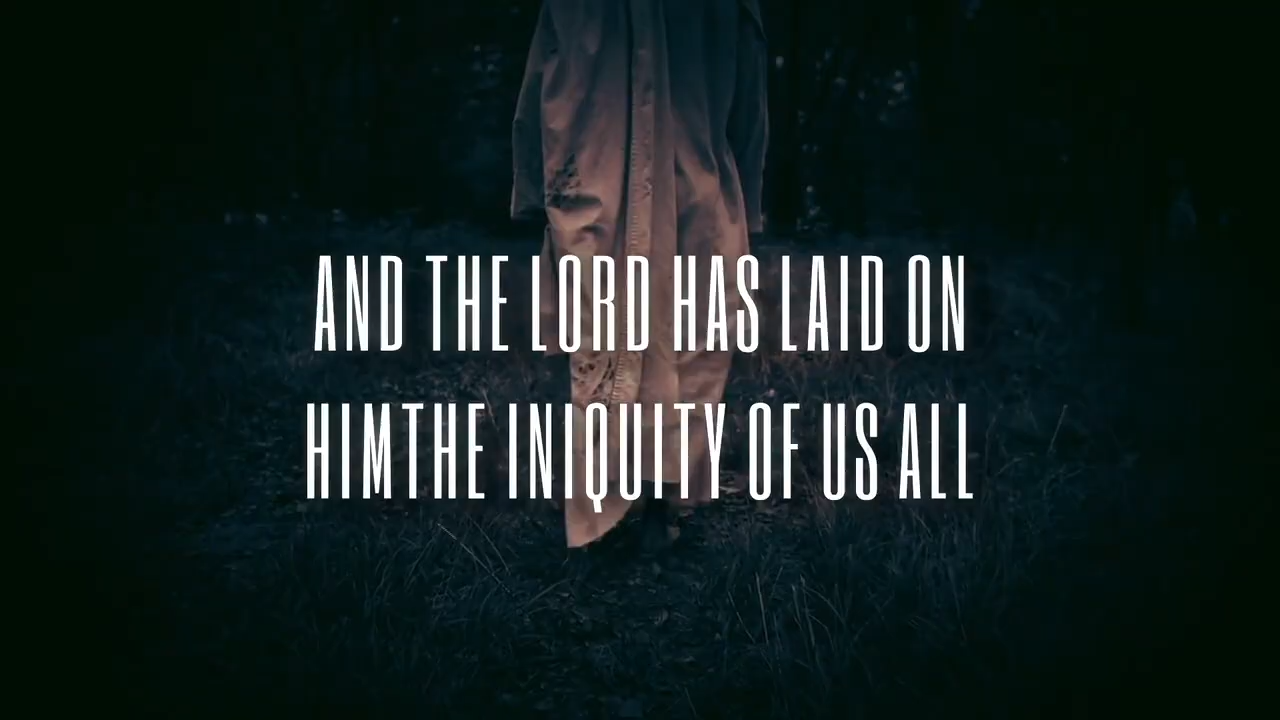 AND THE LORD HAS LAID ON
HIMTHE INIQUITY OF US ALL